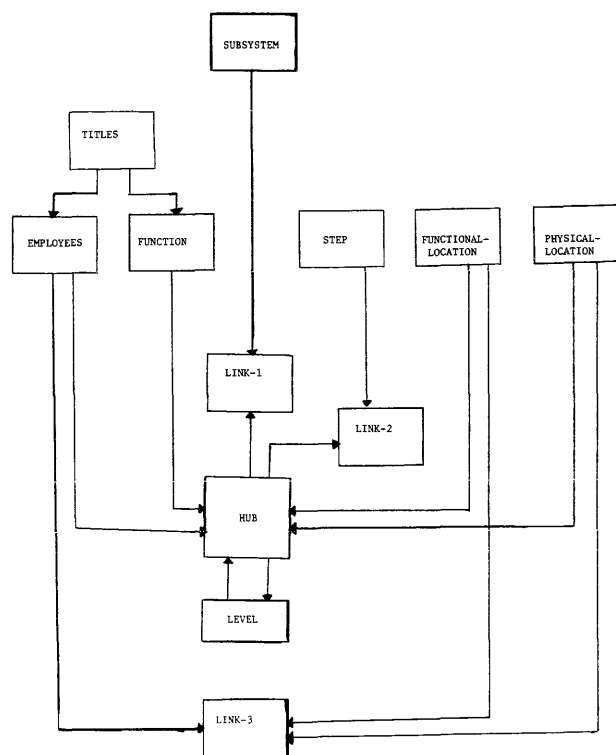 SUBSYSTEM
TITLES
EMPLOYEES
FUNCTION
STEP
FUNCTIONAL-
LOCATION
PHYSICAL-
LOCATION
LINK-1
LINK-2
HUB
LEVEL
LINK-3